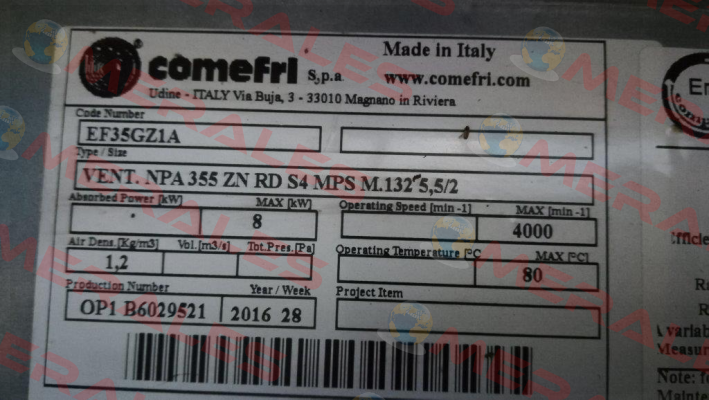 comefri S.p.a. Made in Italy
www.comefri.com
Udine - ITALY Via Buja, 3 - 33010 Magnano in Riviera
Code Number
EF35GZ1A
Type / Size
VENT. NPA 355 ZN RD S4 MPS M.132 5,5/2
Absorbed Power [kW] MAX [kW] Operating Speed [min -1] MAX [min -1]
8 4000
Air Dens. [Kg/m3] Vol. [m3/s] Tot.Pres. [Pa] Operating Temperature [°C MAX [°C]
1,2 80
Production Number Year / Week Project Item
OP1 B6029521 2016 28
MERALES
Note: